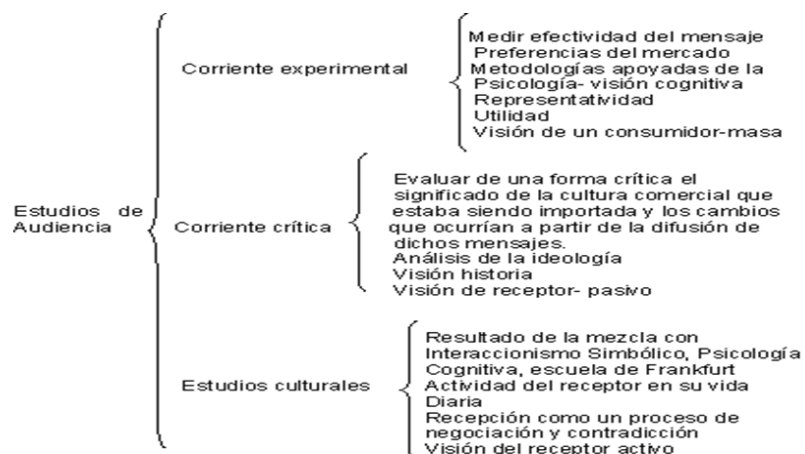 Estudios de
Audiencia
Corriente experimental
Medir efectividad del mensaje
Preferencias del mercado
Metodologías apoyadas de la
Psicología- visión cognitiva
Representatividad
Utilidad
Visión de un consumidor-masa
Corriente crítica
Evaluar de una forma crítica el
significado de la cultura comercial que
estaba siendo importada y los cambios
que ocurrían a partir de la difusión de
dichos mensajes.
Análisis de la ideología
Visión historia
Visión de receptor- pasivo
Estudios culturales
Resultado de la mezcla con
Interaccionismo Simbólico, Psicología
Cognitiva, escuela de Frankfurt
Actividad del receptor en su vida
Diaria
Recepción como un proceso de
negociación y contradicción
Visión del receptor activo